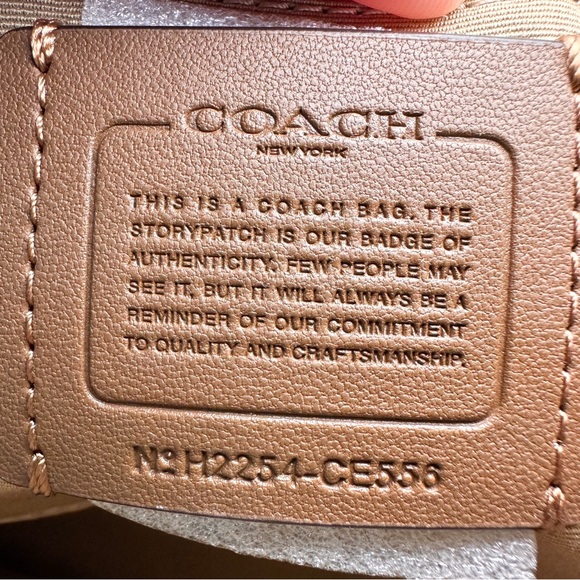 COACH
NEW YORK
THIS IS A COACH BAG. THE
STORYPATCH IS OUR BADGE OF
AUTHENTICITY. FEW PEOPLE MAY
SEE IT, BUT IT WILL ALWAYS BE A
REMINDER OF OUR COMMITMENT
TO QUALITY AND CRAFTSMANSHIP.
Nº H2254-CE556